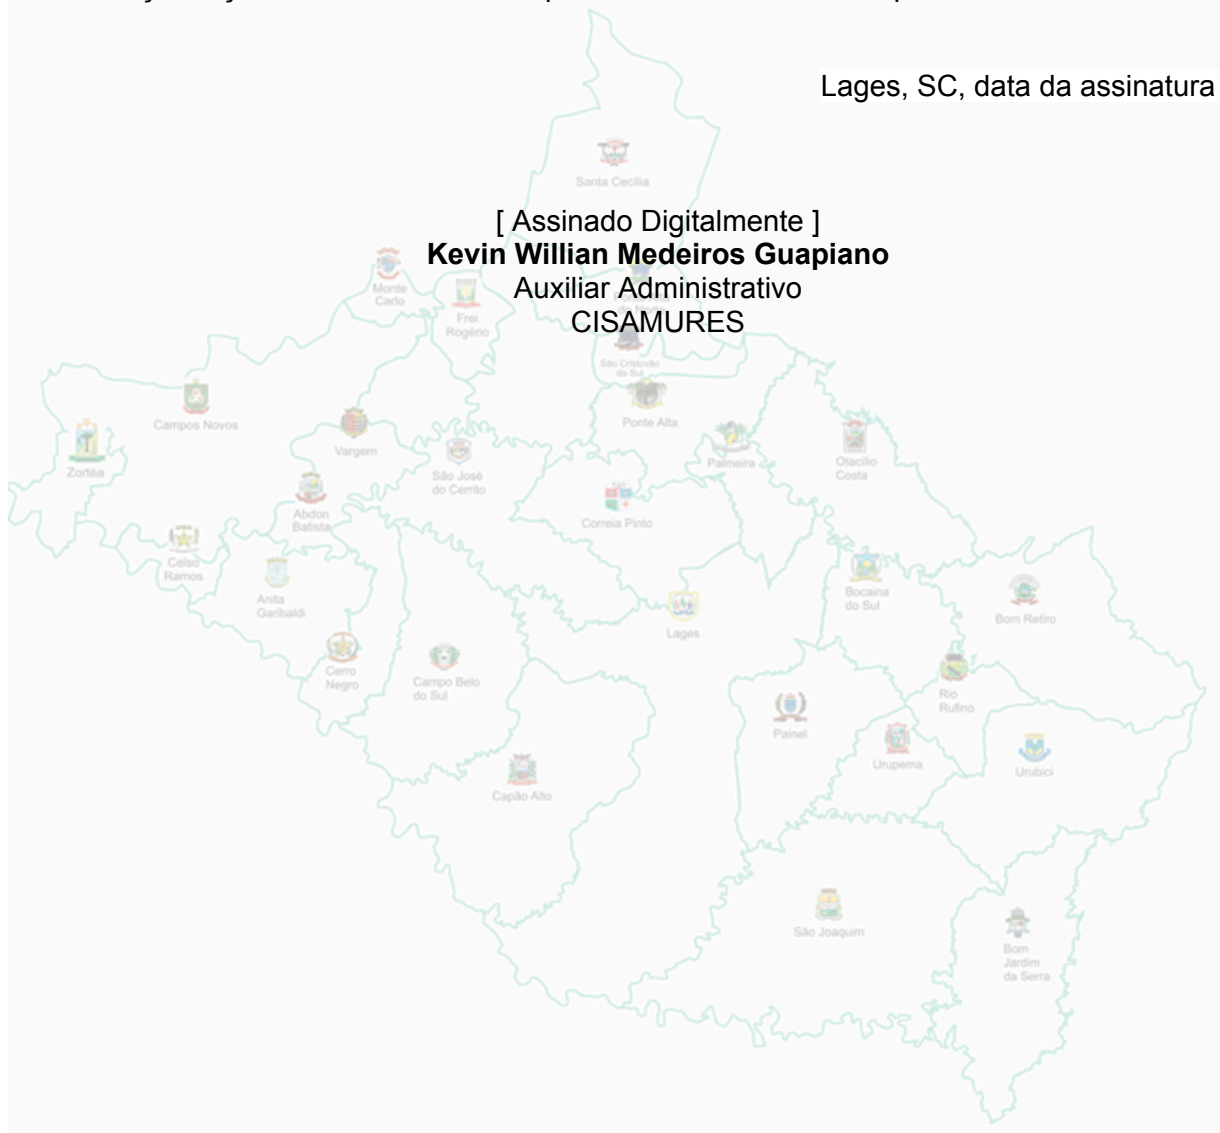 Lages, SC, data da assinatura
Santa Cecília
[ Assinado Digitalmente ]
Kevin Willian Medeiros Guapiano
Auxiliar Administrativo
CISAMURES
Monte
Carlo
Frei
Rogério
São Cristovão
do Sul
Campos Novos
Ponte Alta
Vargem
Palmeira
Otacílio
Costa
Zortéa
São José
do Cerrito
Abdon
Batista
Correia Pinto
Celso
Ramos
Anita
Garibaldi
Bocaina
do Sul
Bom Retiro
Lages
Cerro
Negro
Campo Belo
do Sul
Rio
Rufino
Painel
Urupema
Urubici
Capão Alto
São Joaquim
Bom
Jardim
da Serra